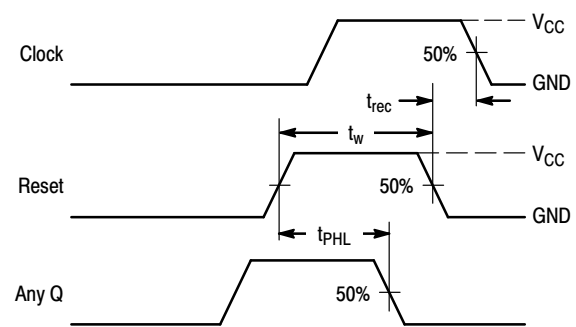 V_CC
Clock
50%
GND
t_rec
t_w
V_CC
Reset
50%
GND
t_PHL
Any Q
50%